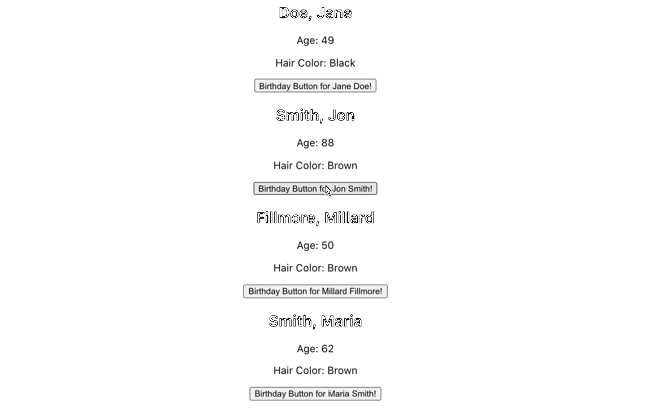 Doe, Jane
Age: 49
Hair Color: Black
Birthday Button for Jane Doe!
Smith, Jon
Age: 88
Hair Color: Brown
Birthday Button for Jon Smith!
Fillmore, Millard
Age: 50
Hair Color: Brown
Birthday Button for Millard Fillmore!
Smith, Maria
Age: 62
Hair Color: Brown
Birthday Button for Maria Smith!